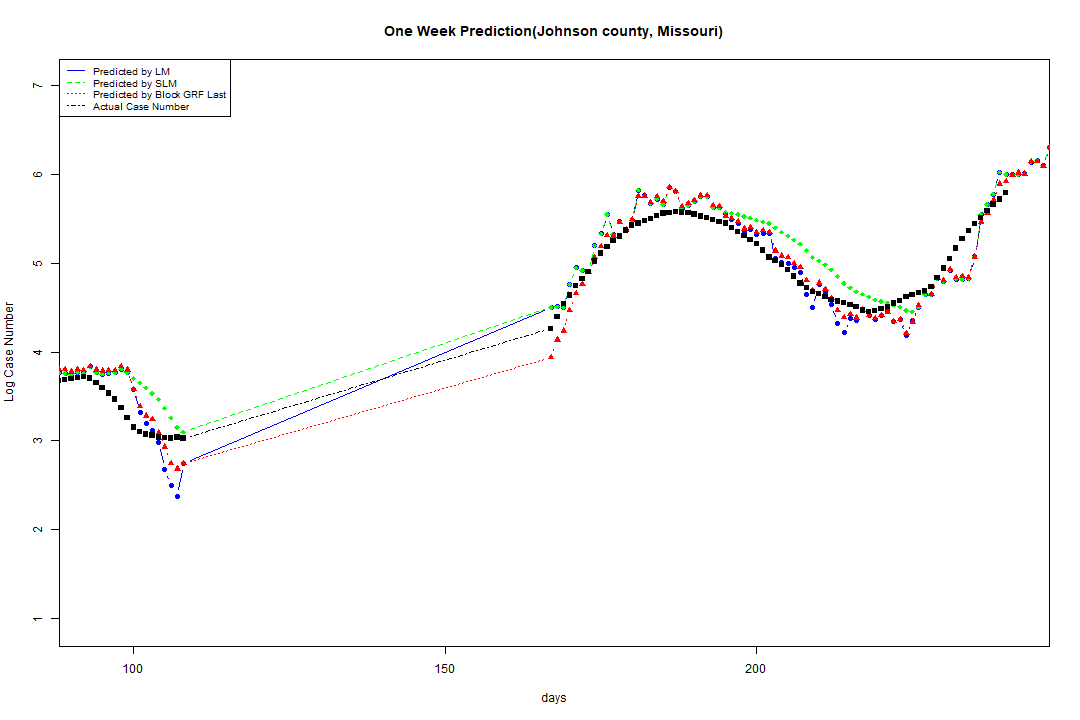 One Week Prediction(Johnson county, Missouri)
Predicted by LM
Predicted by SLM
Predicted by Block GRF Last
Actual Case Number
7
6
5
4
3
2
1
Log Case Number
100 150 200
days